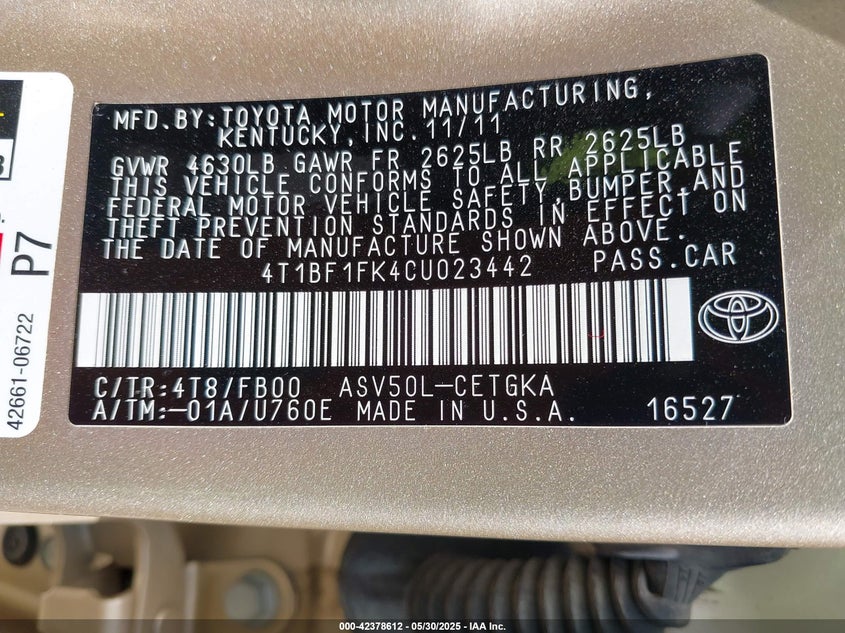 MFD. BY: TOYOTA MOTOR MANUFACTURING,
KENTUCKY, INC. 11/11
GVWR 4630LB GAWR FR 2625LB RR 2625LB
THIS VEHICLE CONFORMS TO ALL APPLICABLE
FEDERAL MOTOR VEHICLE SAFETY, BUMPER, AND
THEFT PREVENTION STANDARDS IN EFFECT ON
THE DATE OF MANUFACTURE SHOWN ABOVE.
4T1BF1FK4CU023442 PASS. CAR
C/TR: 4T8/FB00 ASV50L-CETGKA
A/TM: -01A/U760E MADE IN U.S.A. 16527
P7
42661-06722
000-42378612 - 05/30/2025 - IAA Inc.